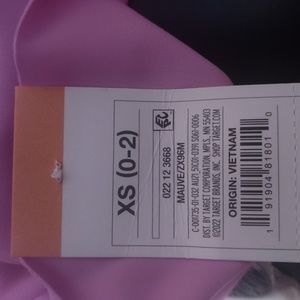 XS (0-2)
022 12 3668
MAUVE/ZX96M
DIST. BY TARGET CORPORATION, MPLS, MN 55403
©2022 TARGET BRANDS, INC. SHOP TARGET.COM
ORIGIN: VIETNAM
1 91904 81801 0